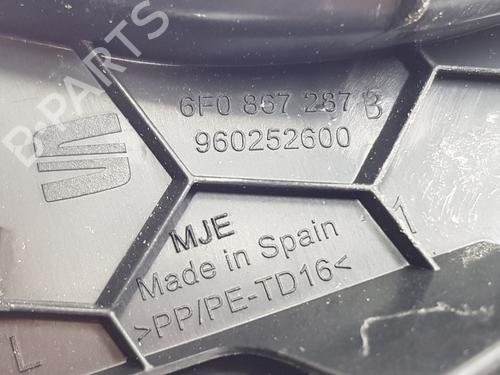 B-PARTS
6F0 867 287 B
960252600
MJE
Made in Spain
>PP/PE-TD16<
1
L